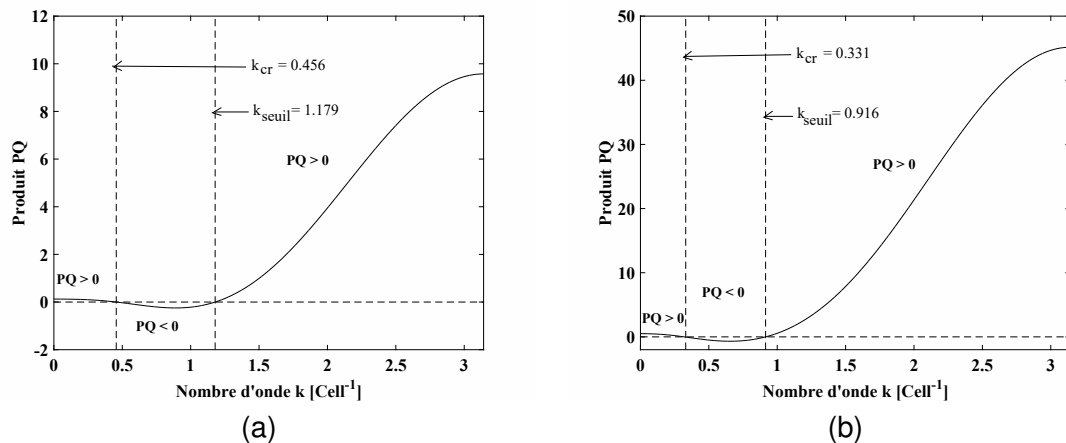 12
10
8
6
4
2
0
-2
Produit PQ
k_cr = 0.456
k_seuil = 1.179
PQ > 0
PQ > 0
PQ < 0
0 0.5 1 1.5 2 2.5 3
Nombre d'onde k [Cell^-1]
(a)
50
40
30
20
10
0
Produit PQ
k_cr = 0.331
k_seuil = 0.916
PQ > 0
PQ < 0
PQ > 0
0 0.5 1 1.5 2 2.5 3
Nombre d'onde k [Cell^-1]
(b)